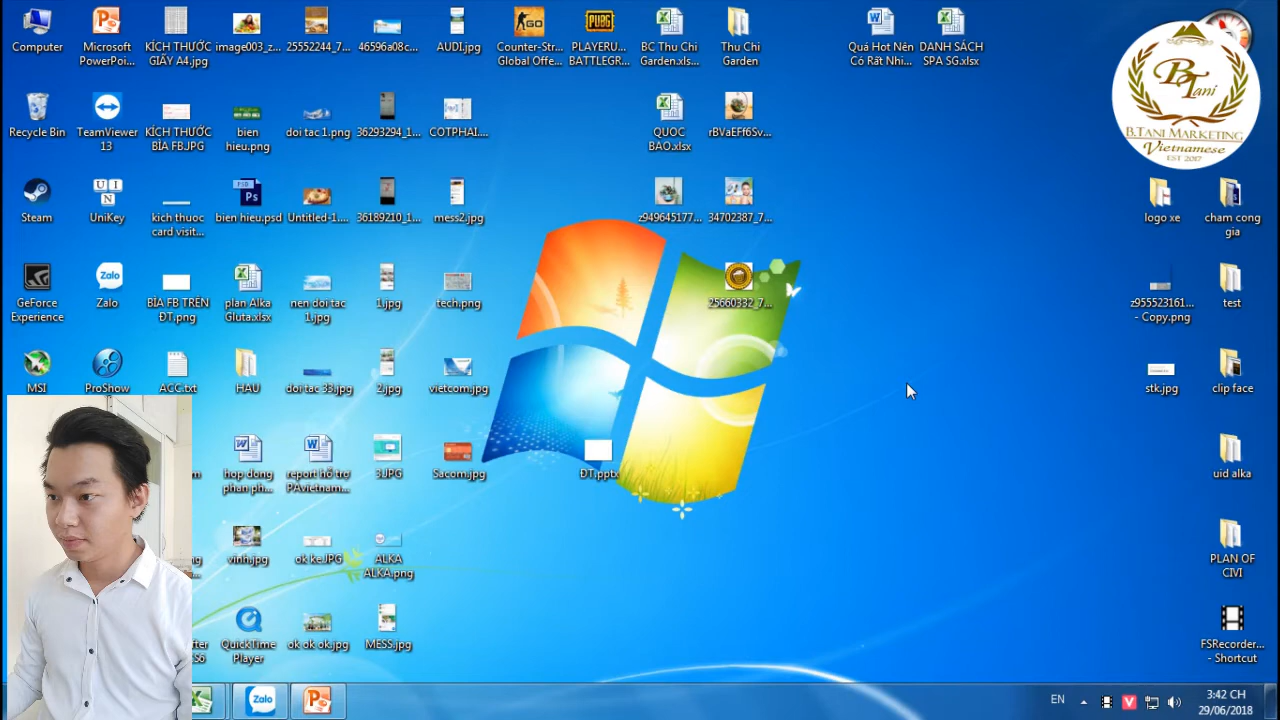 Computer
Microsoft
PowerPoi...
KÍCH THƯỚC
GIẤY A4.jpg
image003_z...
25552244_7...
46596a08c...
AUDI.jpg
Counter-Str...
Global Offe...
PLAYERU...
BATTLEGR...
BC Thu Chi
Garden.xls...
Thu Chi
Garden
Quá Hot Nên
Có Rất Nhi...
DANH SÁCH
SPA SG.xlsx
GO
PUBG
B
Tani
B.TANI MARKETING
Vietnamese
EST 2017
Recycle Bin
TeamViewer
13
KÍCH THƯỚC
BÌA FB.JPG
bien
hieu.png
doi tac 1.png
36293294_1...
COTPHAI....
QUOC
BAO.xlsx
rBVaEFf6Sv...
Steam
UniKey
kich thuoc
card visit...
bien hieu.psd
Untitled-1....
36189210_1...
mess2.jpg
z949645177...
34702387_7...
logo xe
cham cong
gia
GeForce
Experience
Zalo
Zalo
BÌA FB TRÊN
ĐT.png
plan Alka
Gluta.xlsx
nen doi tac
1.jpg
1.jpg
tech.png
25660332_7...
z955523161...
- Copy.png
test
MSI
ProShow
ACC.txt
HAU
doi tac 33.jpg
2.jpg
vietcom.jpg
stk.jpg
clip face
hop dong
phan ph...
report hỗ trợ
PAvietnam...
3.JPG
Sacom.jpg
ĐT.pptx
uid alka
vinh.jpg
ok ke.JPG
ALKA
ALKA.png
PLAN OF
CIVI
QuickTime
Player
ok ok ok.jpg
MESS.jpg
FSRecorder...
- Shortcut
Zalo
EN
3:42 CH
29/06/2018